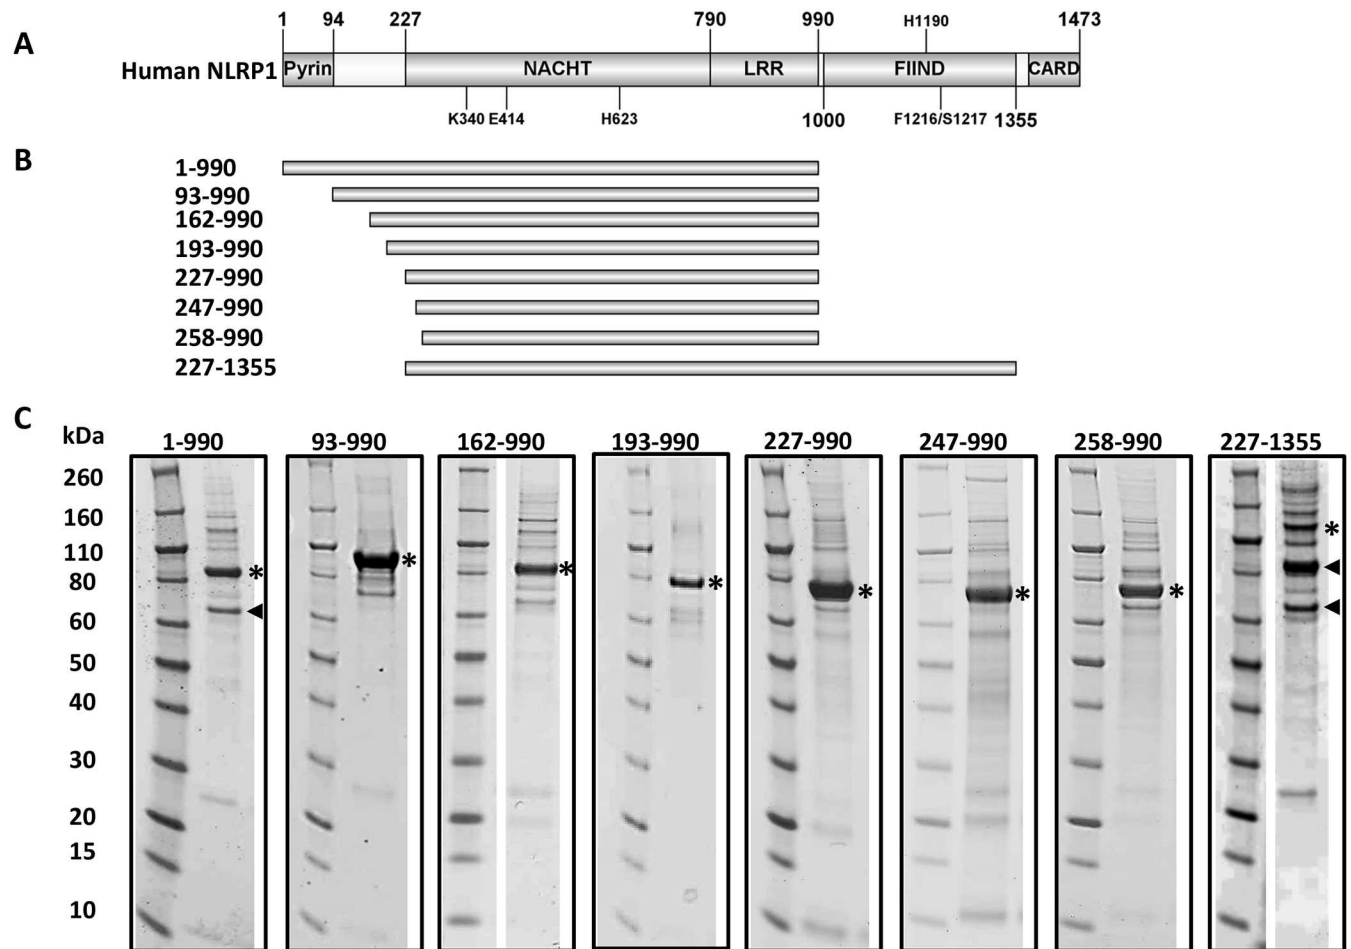 1 94 227 790 990 H1190 1473
A
Human NLRP1 Pyrin NACHT LRR FIIND CARD
K340 E414 H623 1000 F1216/S1217 1355
B
1-990
93-990
162-990
193-990
227-990
247-990
258-990
227-1355
C
kDa 1-990 93-990 162-990 193-990 227-990 247-990 258-990 227-1355
260
160
110
80
60
50
40
30
20
15
10
* * * * * * * *